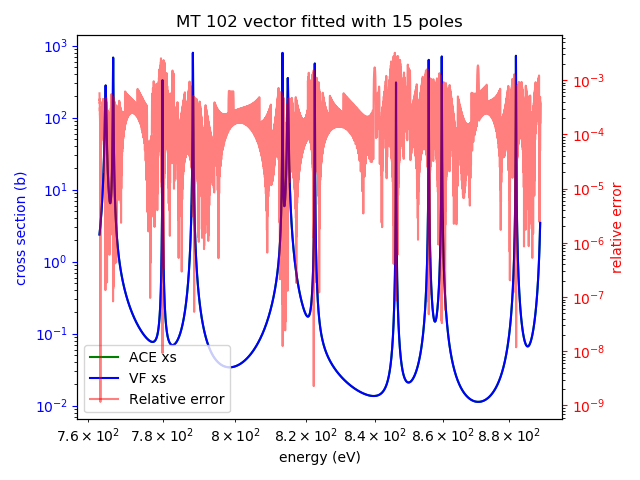 MT 102 vector fitted with 15 poles
10³
10²
10¹
10⁰
10⁻¹
10⁻²
cross section (b)
10⁻³
10⁻⁴
10⁻⁵
10⁻⁶
10⁻⁷
10⁻⁸
10⁻⁹
relative error
ACE xs
VF xs
Relative error
7.6 × 10² 7.8 × 10² 8 × 10² 8.2 × 10² 8.4 × 10² 8.6 × 10² 8.8 × 10²
energy (eV)